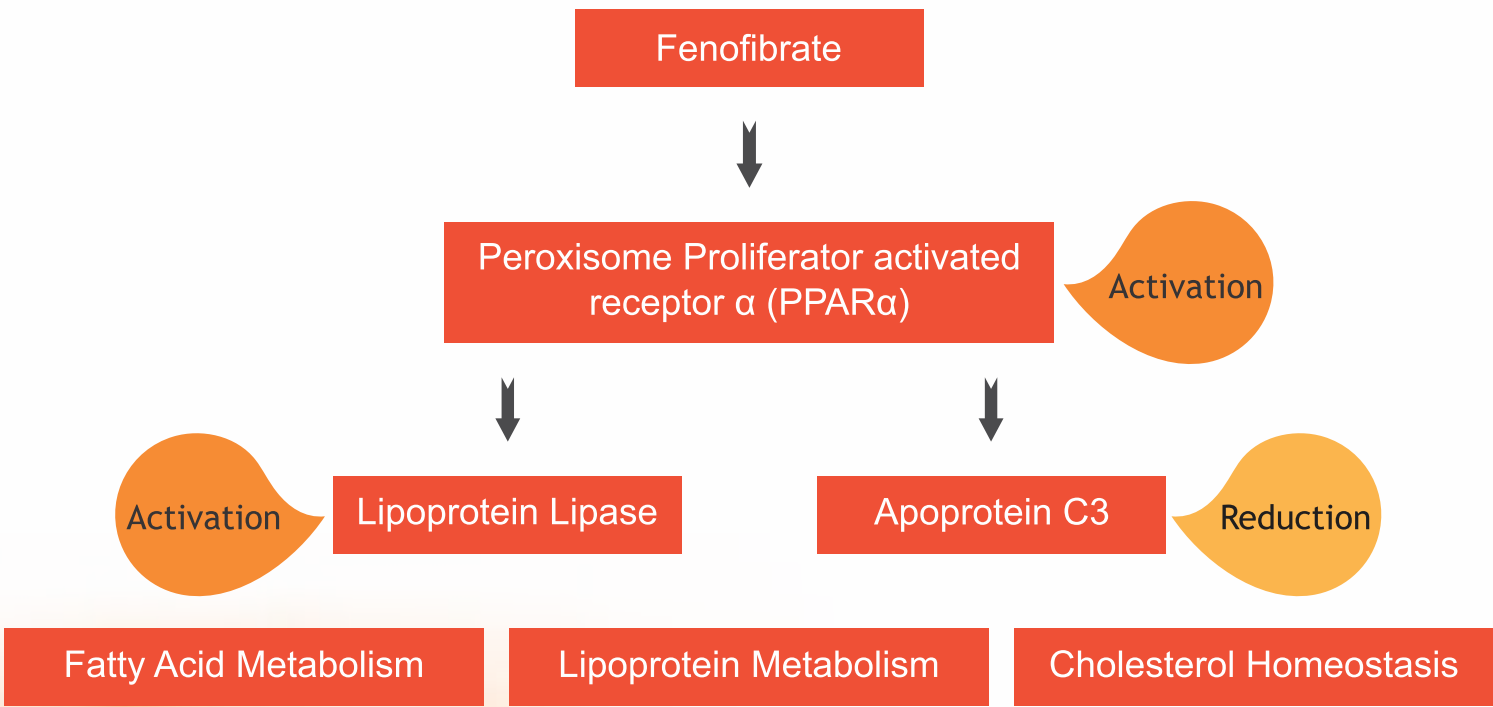 Fenofibrate
Peroxisome Proliferator activated
receptor α (PPARα)
Activation
Activation
Lipoprotein Lipase
Apoprotein C3
Reduction
Fatty Acid Metabolism
Lipoprotein Metabolism
Cholesterol Homeostasis